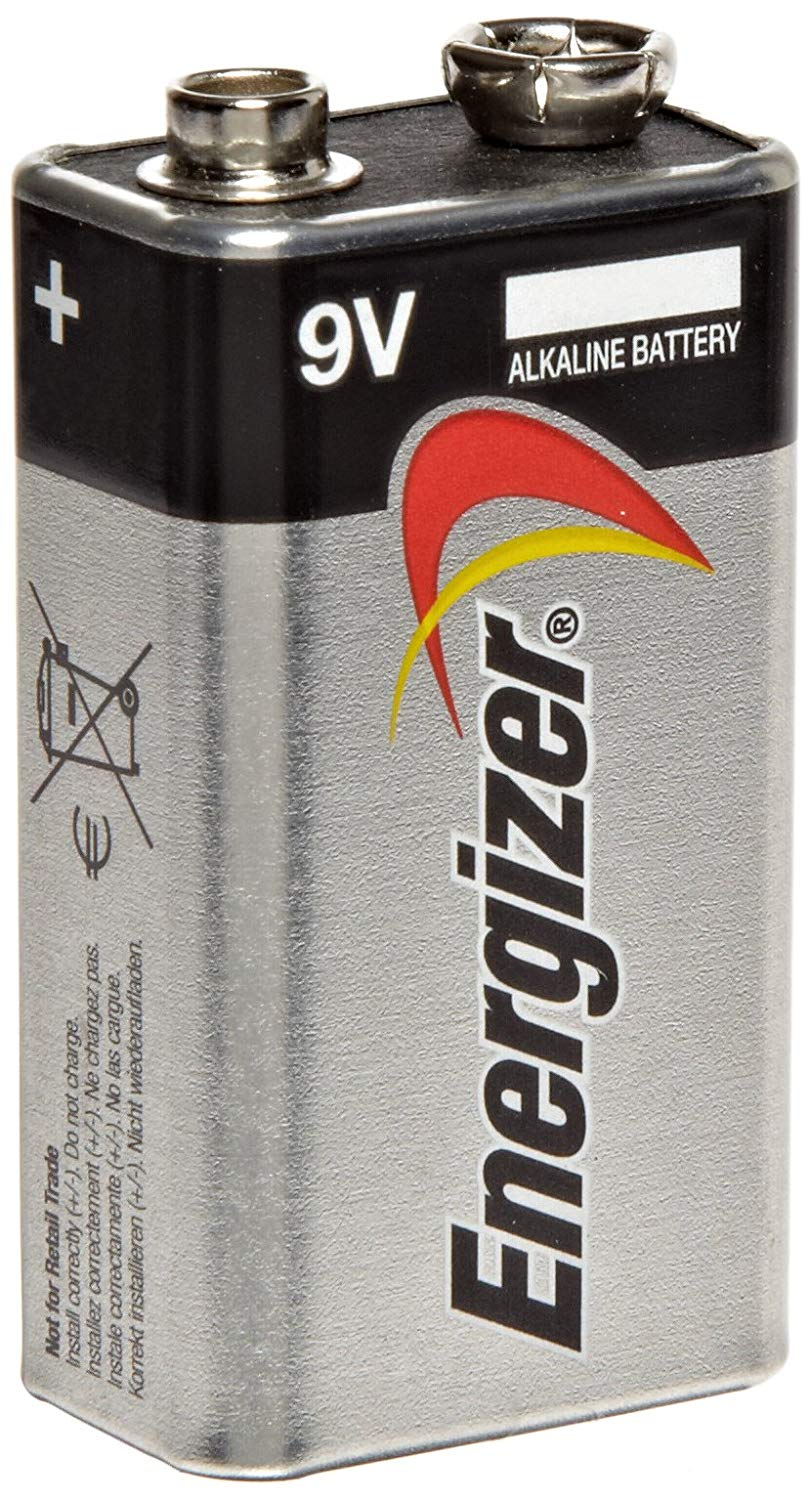 +
9V
ALKALINE BATTERY
Energizer®
€
Not for Retail Trade
Install correctly (+/-). Do not charge.
Installez correctement (+/-). Ne chargez pas.
Instale correctamente (+/-). No las cargue.
Korrekt installieren (+/-). Nicht wiederaufladen.